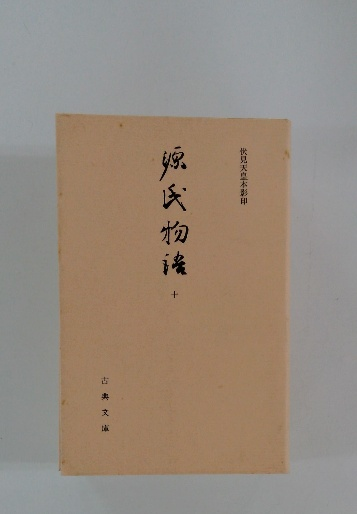 伏見天皇本影印
源氏物語
十
古典文庫